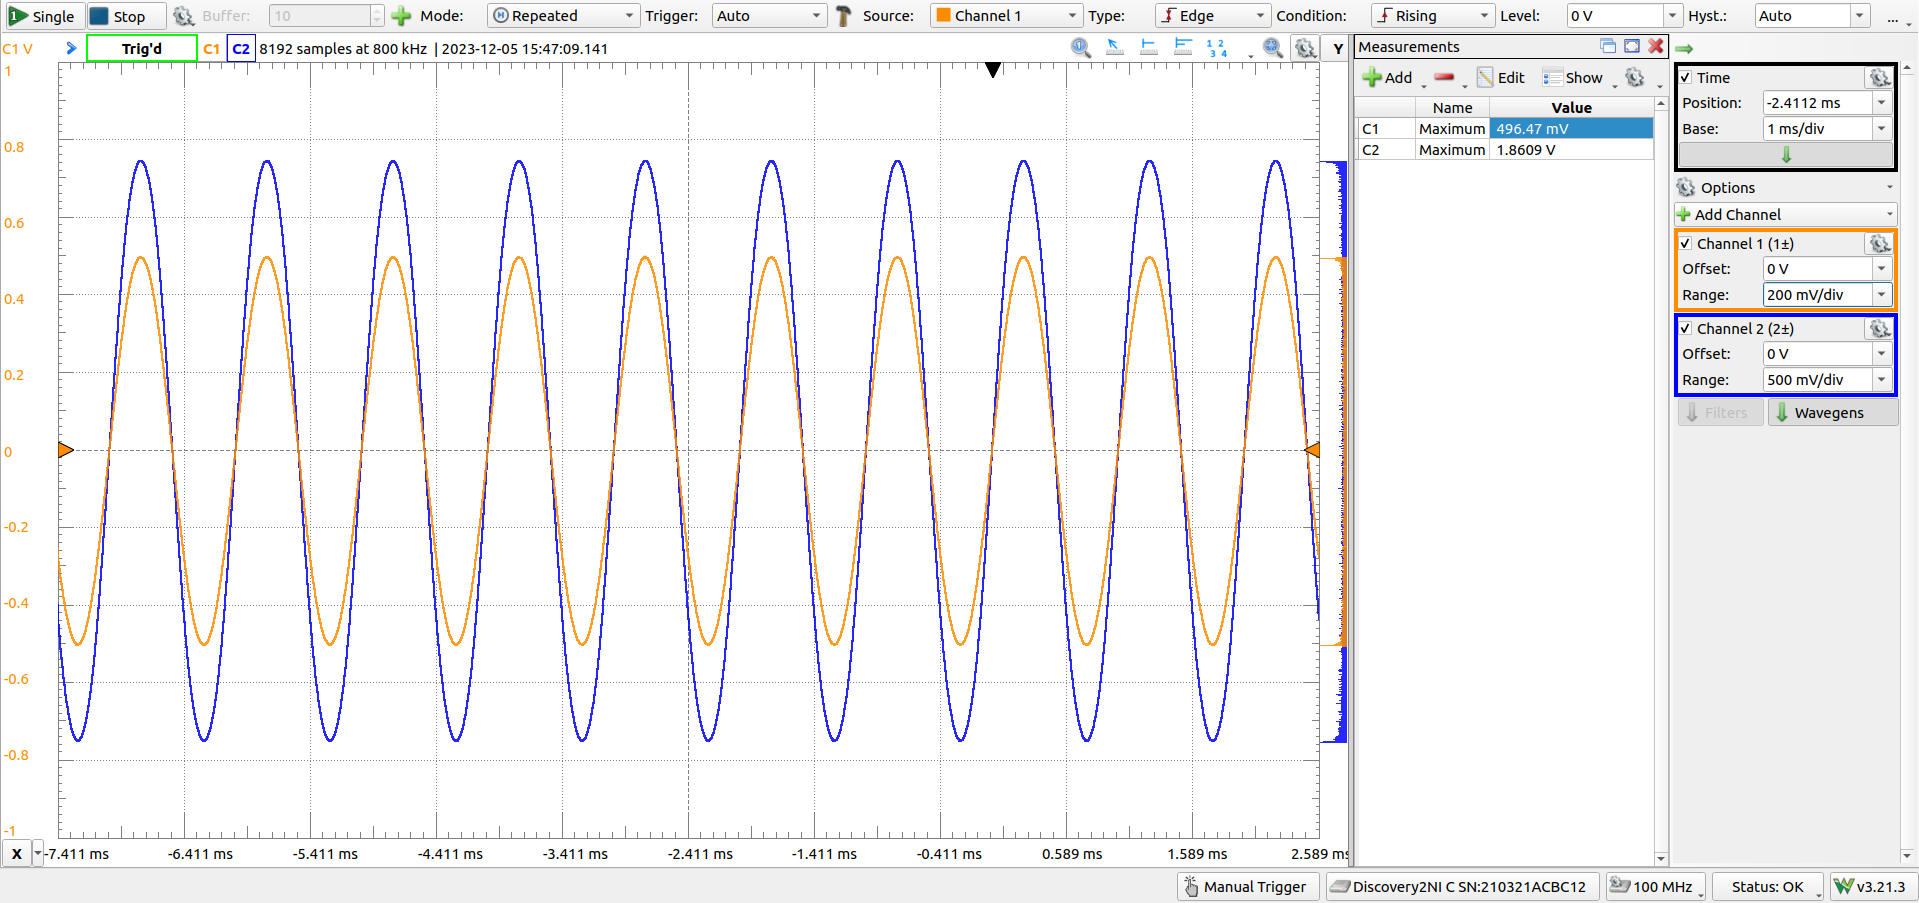 Single Stop Buffer: 10 Mode: Repeated Trigger: Auto Source: Channel 1 Type: Edge Condition: Rising Level: 0 V Hyst.: Auto ...
C1 V Trig'd C1 C2 8192 samples at 800 kHz | 2023-12-05 15:47:09.141 Y
1
0.8
0.6
0.4
0.2
0
-0.2
-0.4
-0.6
-0.8
-1
X -7.411 ms -6.411 ms -5.411 ms -4.411 ms -3.411 ms -2.411 ms -1.411 ms -0.411 ms 0.589 ms 1.589 ms 2.589 ms
Measurements
Add Edit Show
Name Value
C1 Maximum 496.47 mV
C2 Maximum 1.8609 V
Time
Position: -2.4112 ms
Base: 1 ms/div
Options
Add Channel
Channel 1 (1±)
Offset: 0 V
Range: 200 mV/div
Channel 2 (2±)
Offset: 0 V
Range: 500 mV/div
Filters Wavegens
Manual Trigger Discovery2NI C SN:210321ACBC12 100 MHz Status: OK v3.21.3